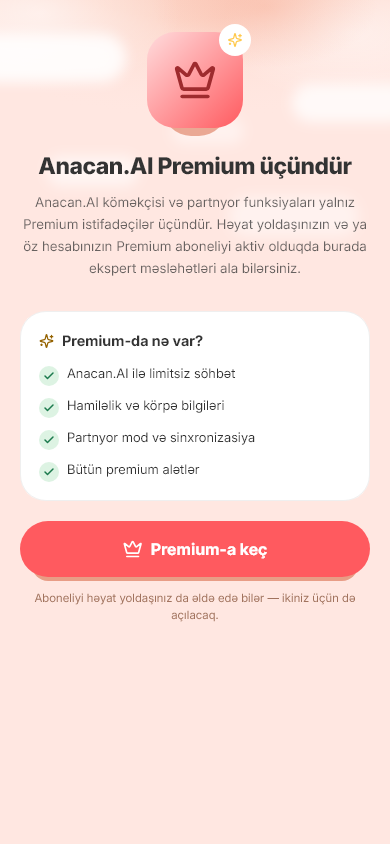 Anacan.AI Premium üçündür
Anacan.AI köməkçisi və partnyor funksiyaları yalnız
Premium istifadəçilər üçündür. Həyat yoldaşınızın və ya
öz hesabınızın Premium aboneliyi aktiv olduqda burada
ekspert məsləhətləri ala bilərsiniz.
Premium-da nə var?
Anacan.AI ilə limitsiz söhbət
Hamiləlik və körpə bilgiləri
Partnyor mod və sinxronizasiya
Bütün premium alətlər
Premium-a keç
Aboneliyi həyat yoldaşınız da əldə edə bilər — ikiniz üçün də
açılacaq.